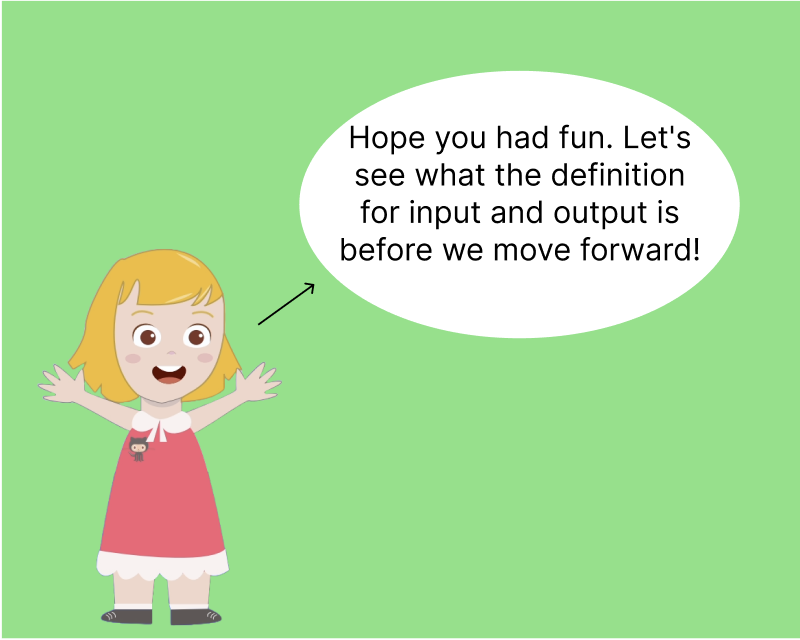 Hope you had fun. Let's
see what the definition
for input and output is
before we move forward!